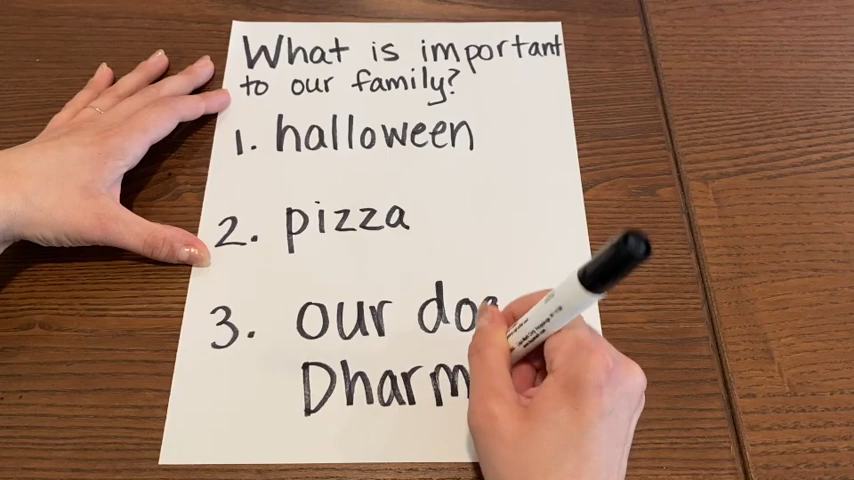 What is important
to our family?
1. halloween
2. pizza
3. our